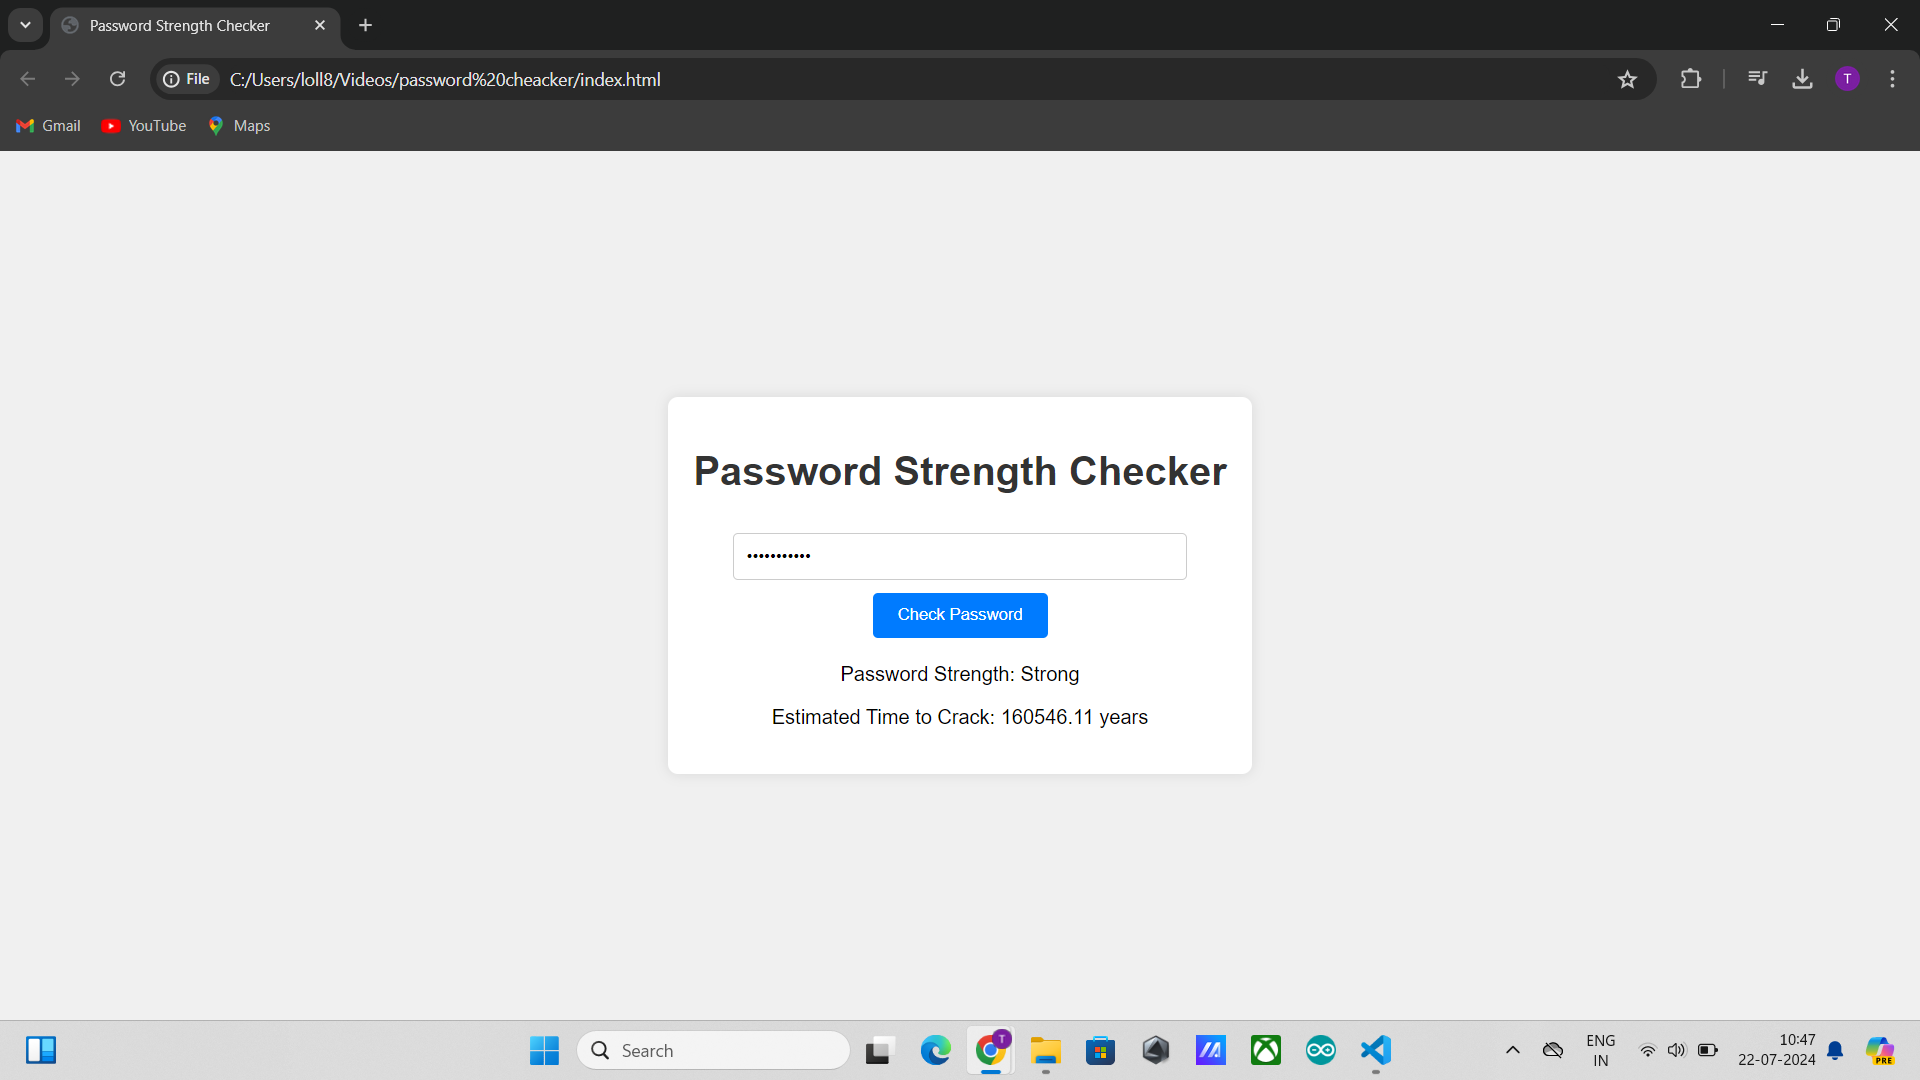 Password Strength Checker
File
C:/Users/loll8/Videos/password%20cheacker/index.html
T
Gmail
YouTube
Maps
Password Strength Checker
•••••••••••
Check Password
Password Strength: Strong
Estimated Time to Crack: 160546.11 years
Search
T
ENG
IN
10:47
22-07-2024
PRE